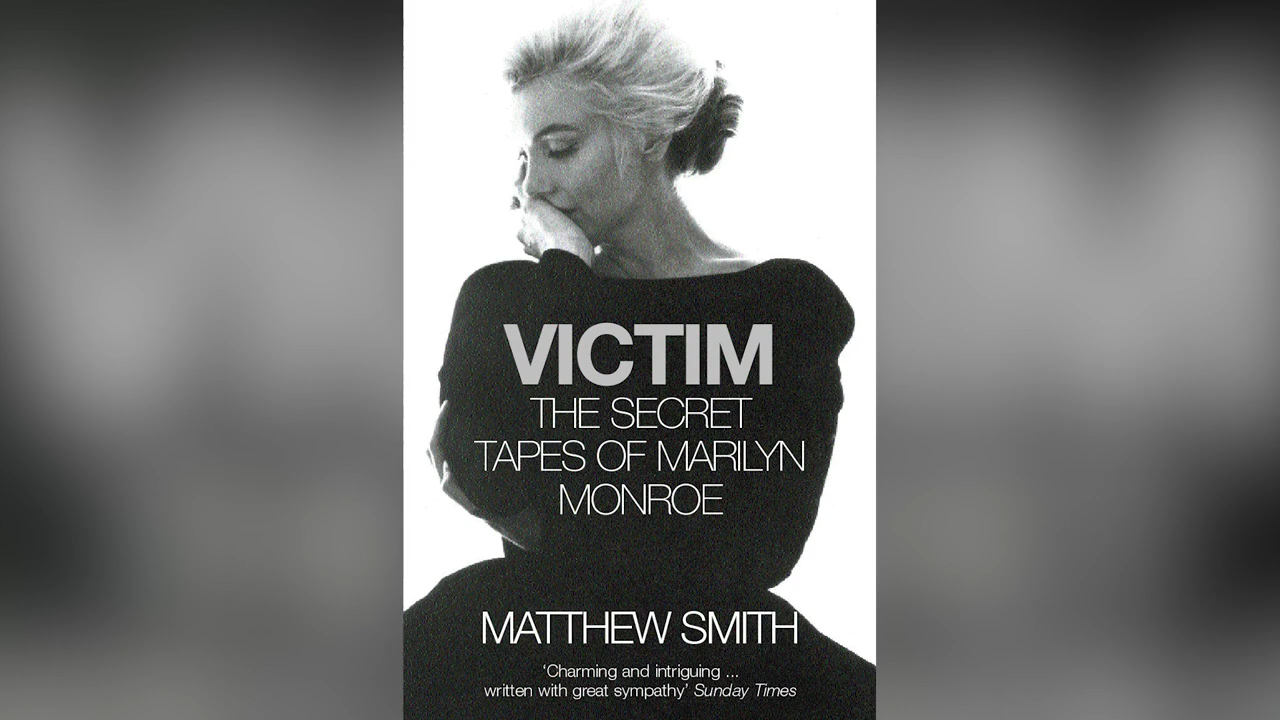 VICTIM
THE SECRET
TAPES OF MARILYN
MONROE
MATTHEW SMITH
‘Charming and intriguing ...
written with great sympathy’ Sunday Times